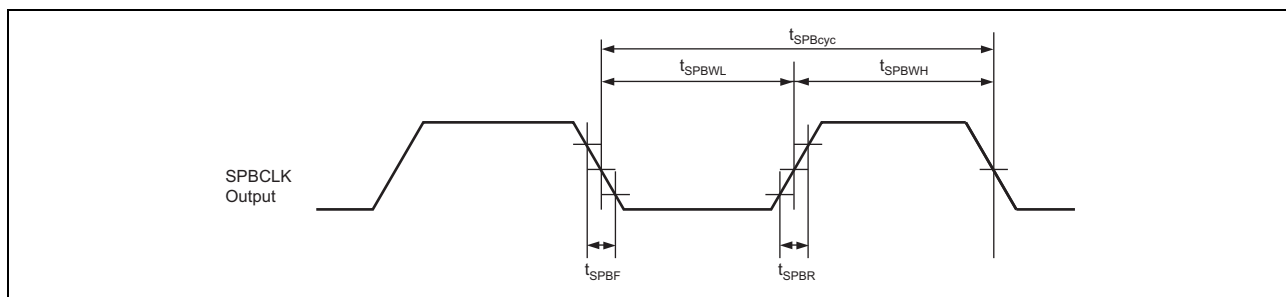 tSPBcyc
tSPBWL
tSPBWH
SPBCLK
Output
tSPBF
tSPBR